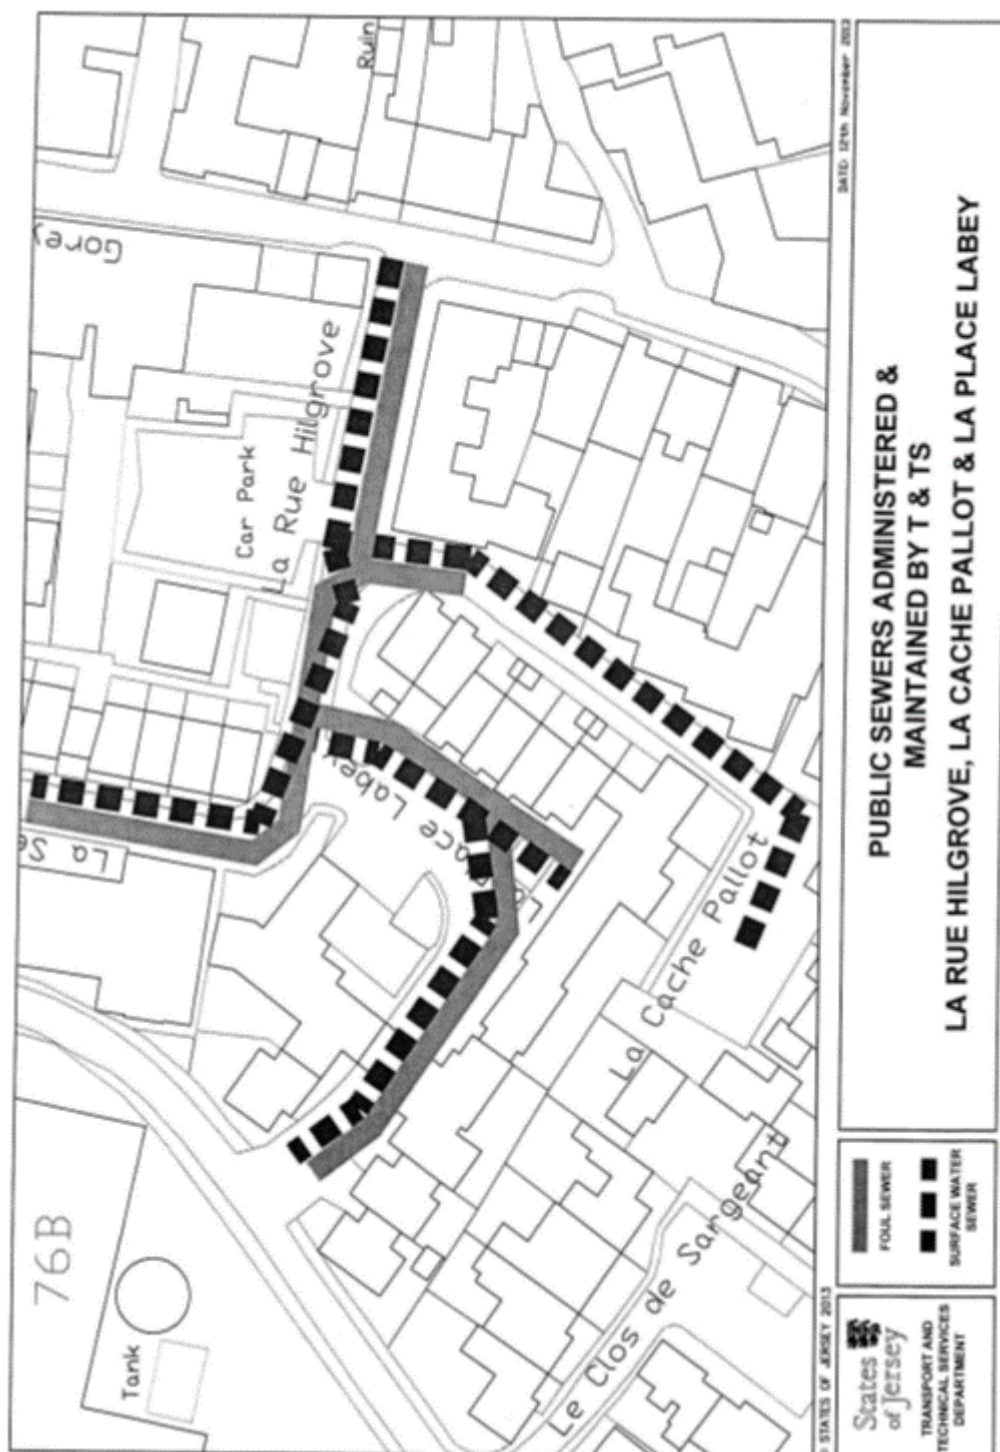 76B
Tank
La Se
Gorey
Ruin
Car Park
La Rue Hilgrove
La Place Labey
La Cache Pallot
Le Clos de Sargeant
STATES OF JERSEY 2013
DATE: 12th November 2013
PUBLIC SEWERS ADMINISTERED &
MAINTAINED BY T & TS
LA RUE HILGROVE, LA CACHE PALLOT & LA PLACE LABEY
FOUL SEWER
SURFACE WATER
SEWER
States
of Jersey
TRANSPORT AND
TECHNICAL SERVICES
DEPARTMENT